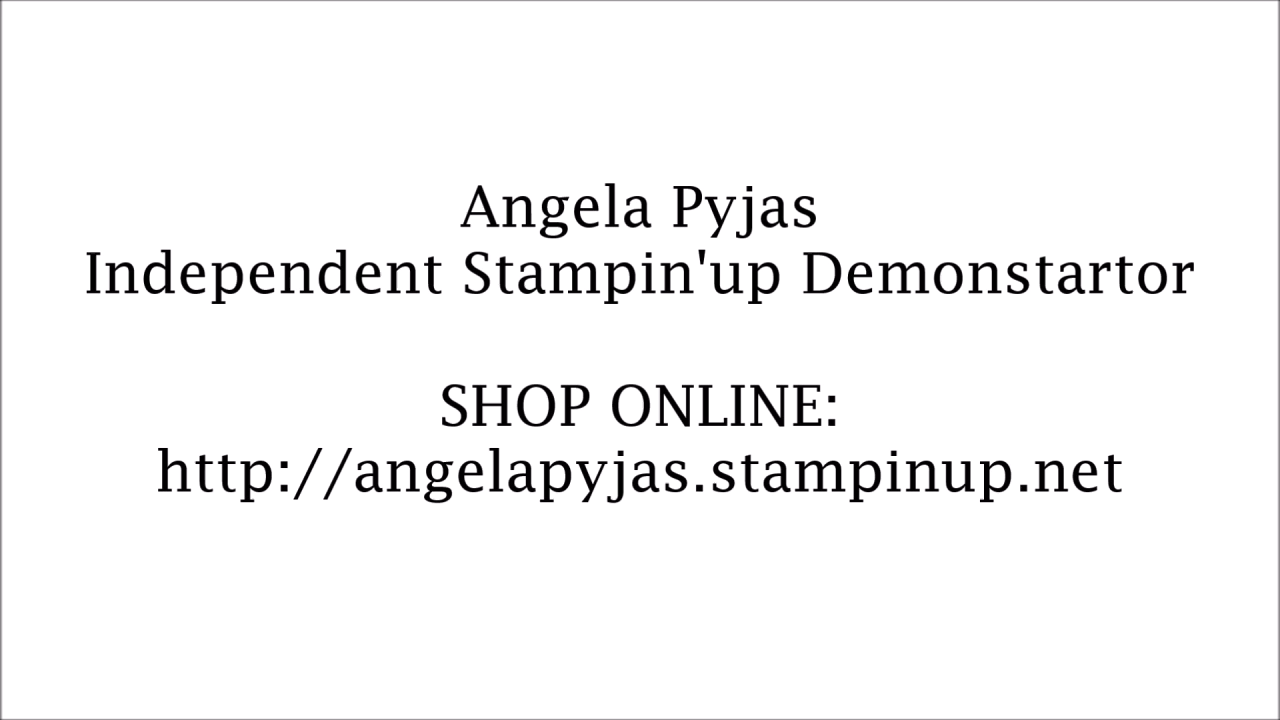 Angela Pyjas
Independent Stampin'up Demonstartor
SHOP ONLINE:
http://angelapyjas.stampinup.net